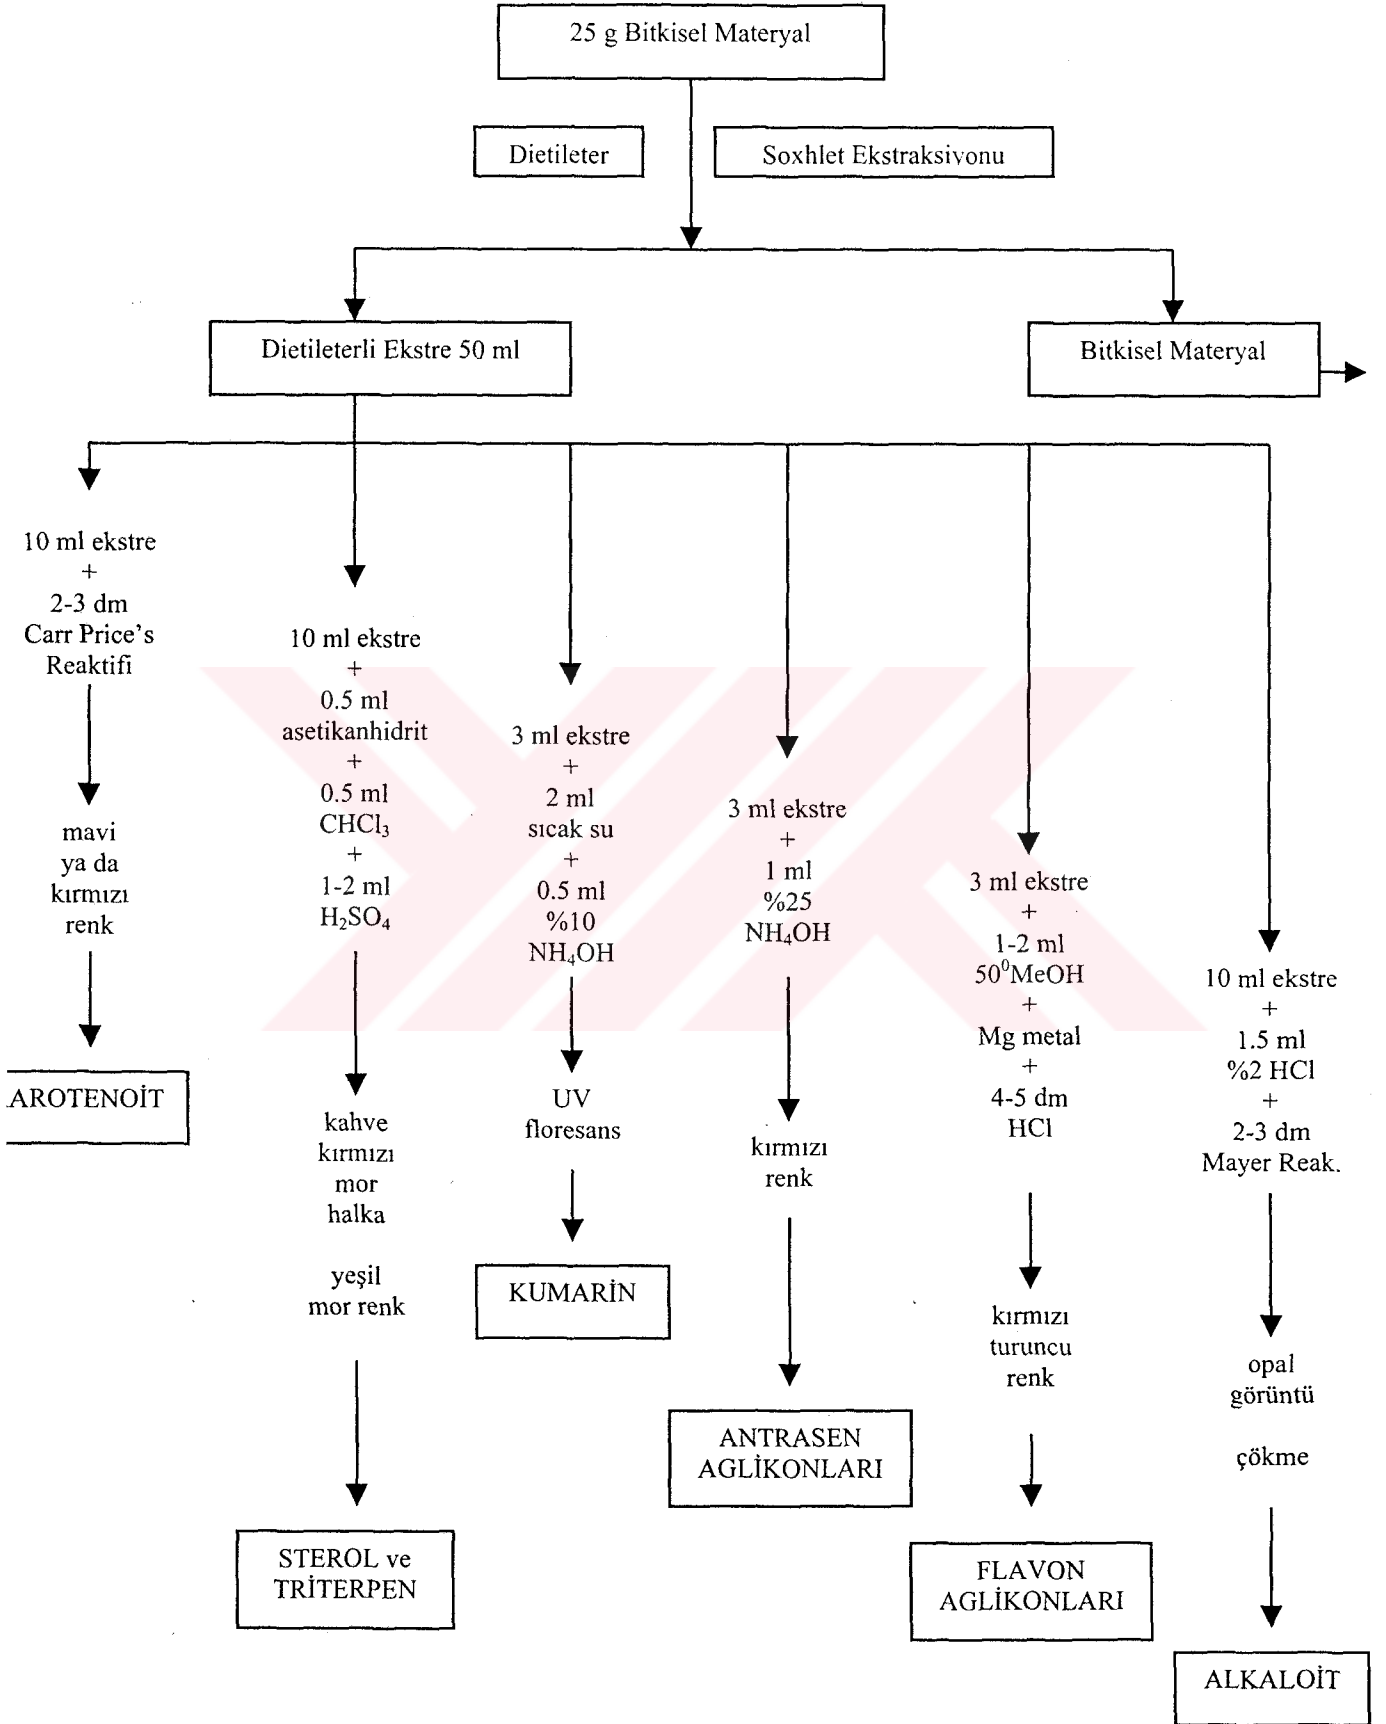 25 g Bitkisel Materyal
Dietileter
Soxhlet Ekstraksivonu
Dietileterli Ekstre 50 ml
Bitkisel Materyal
10 ml ekstre
+
2-3 dm
Carr Price's
Reaktifi
mavi
ya da
kırmızı
renk
AROTENOİT
10 ml ekstre
+
0.5 ml
asetikanhidrit
+
0.5 ml
CHCl₃
+
1-2 ml
H₂SO₄
kahve
kırmızı
mor
halka
yeşil
mor renk
STEROL ve
TRİTERPEN
3 ml ekstre
+
2 ml
sıcak su
+
0.5 ml
%10
NH₄OH
UV
floresans
KUMARİN
3 ml ekstre
+
1 ml
%25
NH₄OH
kırmızı
renk
ANTRASEN
AGLİKONLARI
3 ml ekstre
+
1-2 ml
50⁰MeOH
+
Mg metal
+
4-5 dm
HCl
kırmızı
turuncu
renk
FLAVON
AGLİKONLARI
10 ml ekstre
+
1.5 ml
%2 HCl
+
2-3 dm
Mayer Reak.
opal
görüntü
çökme
ALKALOİT